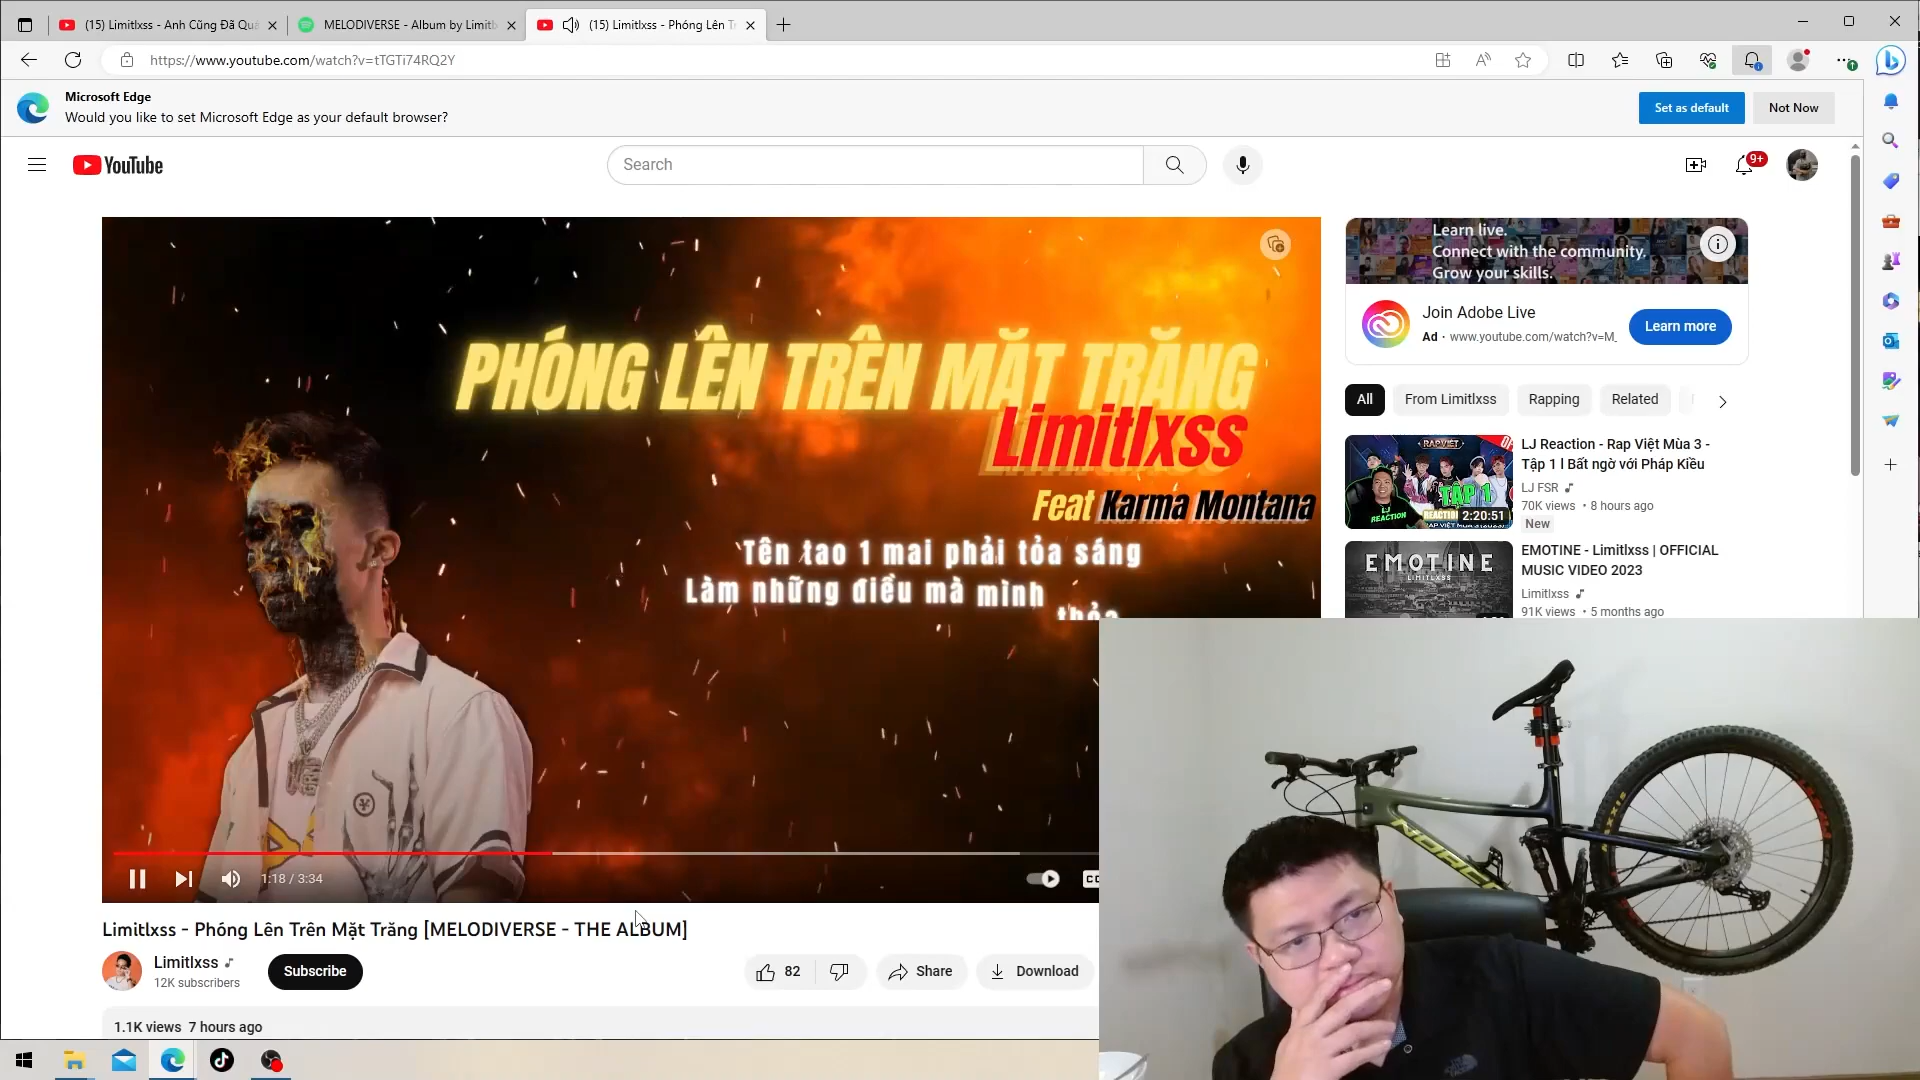 (15) Limitlxss - Anh Cũng Đã Qu
MELODIVERSE - Album by Limitl
(15) Limitlxss - Phóng Lên T
https://www.youtube.com/watch?v=tTGTi74RQ2Y
Microsoft Edge
Would you like to set Microsoft Edge as your default browser?
Set as default
Not Now
YouTube
Search
9+
PHÓNG LÊN TRÊN MẶT TRĂNG
Limitlxss
Feat Karma Montana
Tên tao 1 mai phải tỏa sáng
Làm những điều mà mình
thỏa
1:18 / 3:34
Limitlxss - Phóng Lên Trên Mặt Trăng [MELODIVERSE - THE ALBUM]
Limitlxss
12K subscribers
Subscribe
82
Share
Download
1.1K views 7 hours ago
Learn live.
Connect with the community.
Grow your skills.
Join Adobe Live
Ad · www.youtube.com/watch?v=M_
Learn more
All
From Limitlxss
Rapping
Related
RAP VIỆT
LJ
REACTION
TẬP 1
2:20:51
LJ Reaction - Rap Việt Mùa 3 -
Tập 1 l Bất ngờ với Pháp Kiều
LJ FSR
70K views • 8 hours ago
New
EMOTINE
LIMITLXSS
EMOTINE - Limitlxss | OFFICIAL
MUSIC VIDEO 2023
Limitlxss
91K views • 5 months ago
NORCO
MAXXIS